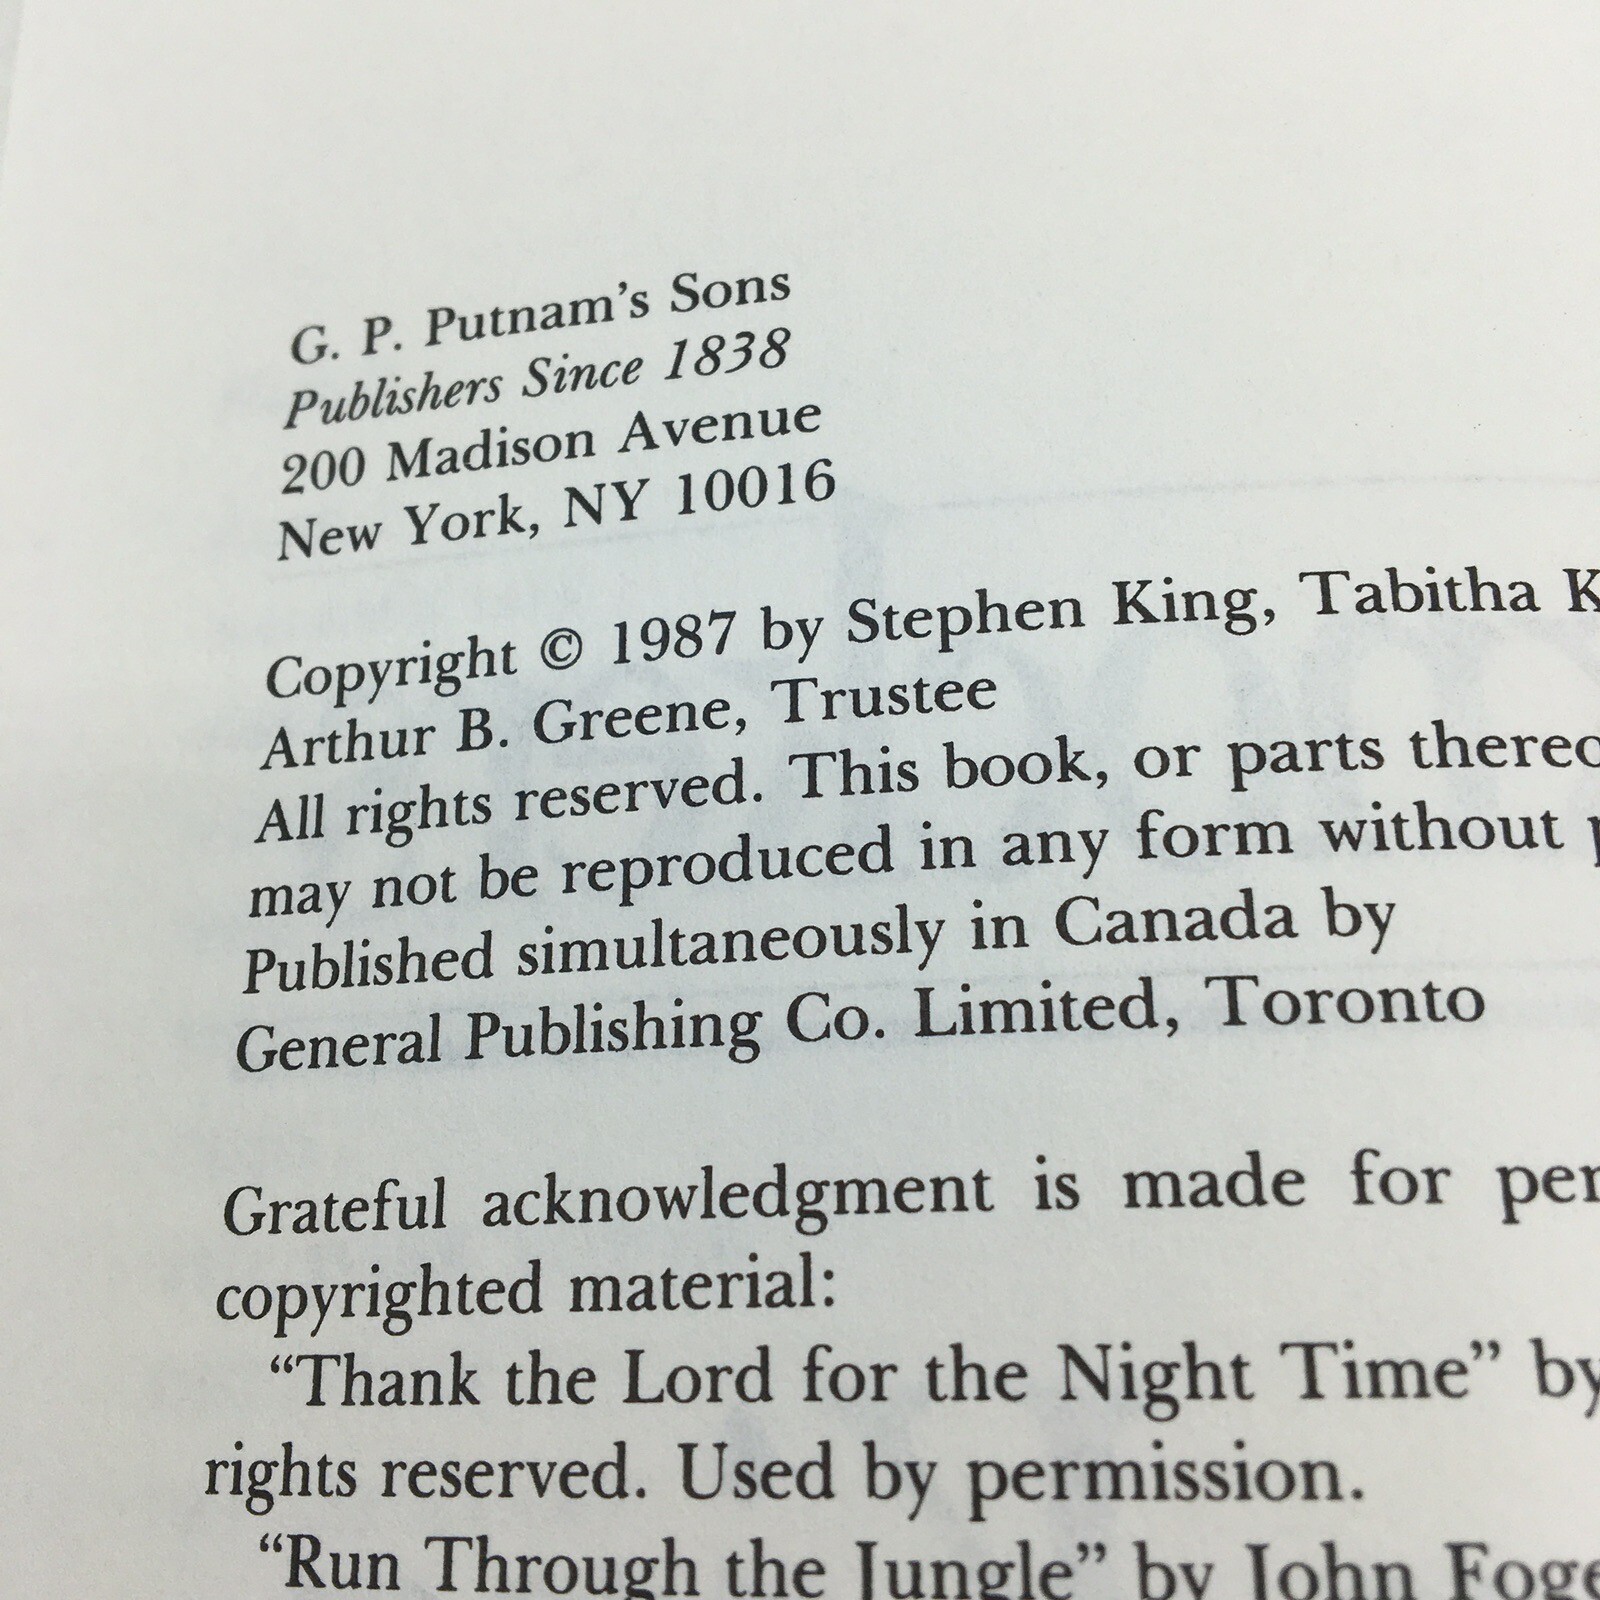 G. P. Putnam's Sons
Publishers Since 1838
200 Madison Avenue
New York, NY 10016
Copyright © 1987 by Stephen King, Tabitha
Arthur B. Greene, Trustee
All rights reserved. This book, or parts
may not be reproduced in any form without
Published simultaneously in Canada by
General Publishing Co. Limited, Toronto
Grateful acknowledgment is made for
copyrighted material:
“Thank the Lord for the Night Time” by
rights reserved. Used by permission.
“Run Through the Jungle” by John